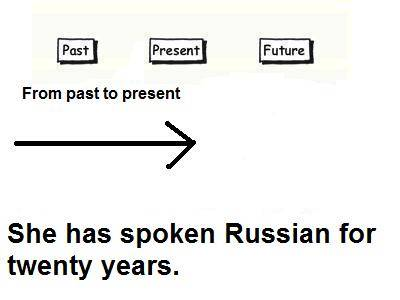 Past Present Future
From past to present
She has spoken Russian for
twenty years.